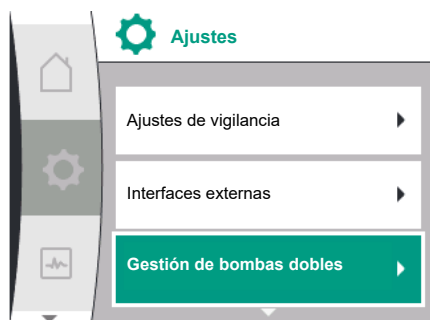 Ajustes
Ajustes de vigilancia
Interfaces externas
Gestión de bombas dobles